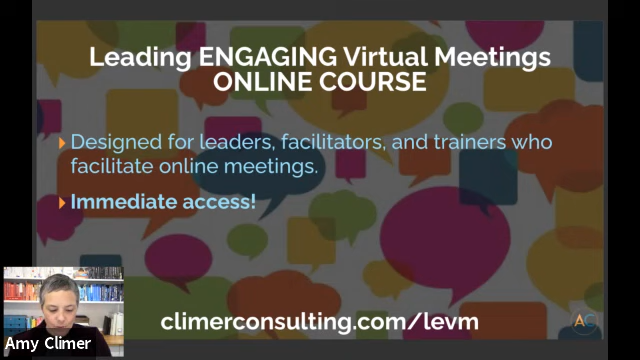 Leading ENGAGING Virtual Meetings
ONLINE COURSE
Designed for leaders, facilitators, and trainers who
facilitate online meetings.
Immediate access!
climerconsulting.com/levm
Amy Climer
AC